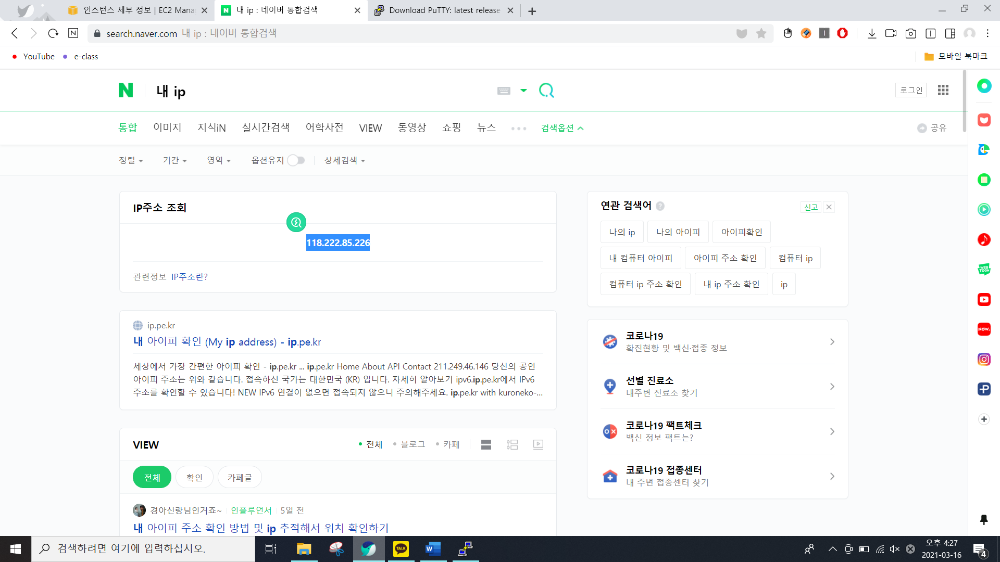 인스턴스 세부 정보 | EC2 Mana
내 ip : 네이버 통합검색
Download PuTTY: latest release
search.naver.com 내 ip : 네이버 통합검색
YouTube
e-class
모바일 북마크
N
내 ip
로그인
통합 이미지 지식iN 실시간검색 어학사전 VIEW 동영상 쇼핑 뉴스
검색옵션
공유
정렬 기간 영역 옵션유지 상세검색
IP주소 조회
118.222.85.226
관련정보 IP주소란?
ip.pe.kr
내 아이피 확인 (My ip address) - ip.pe.kr
세상에서 가장 간편한 아이피 확인 - ip.pe.kr ... ip.pe.kr Home About API Contact 211.249.46.146 당신의 공인
아이피 주소는 위와 같습니다. 접속하신 국가는 대한민국 (KR) 입니다. 자세히 알아보기 ipv6.ip.pe.kr에서 IPv6
주소를 확인할 수 있습니다! NEW IPv6 연결이 없으면 접속되지 않으니 주의해주세요. ip.pe.kr with kuroneko-...
VIEW
전체 블로그 카페
전체 확인 카페글
경아신랑님인거죠~ 인플루언서 5일 전
내 아이피 주소 확인 방법 및 ip 추적해서 위치 확인하기
연관 검색어
신고
나의 ip 나의 아이피 아이피확인
내 컴퓨터 아이피 아이피 주소 확인 컴퓨터 ip
컴퓨터 ip 주소 확인 내 ip 주소 확인 ip
코로나19
확진현황 및 백신·접종 정보
선별 진료소
내주변 진료소 찾기
코로나19 팩트체크
백신 정보 팩트는?
코로나19 접종센터
내 주변 접종센터 찾기
WEB
TOON
NOW.
검색하려면 여기에 입력하십시오.
TALK
오후 4:27
2021-03-16
4